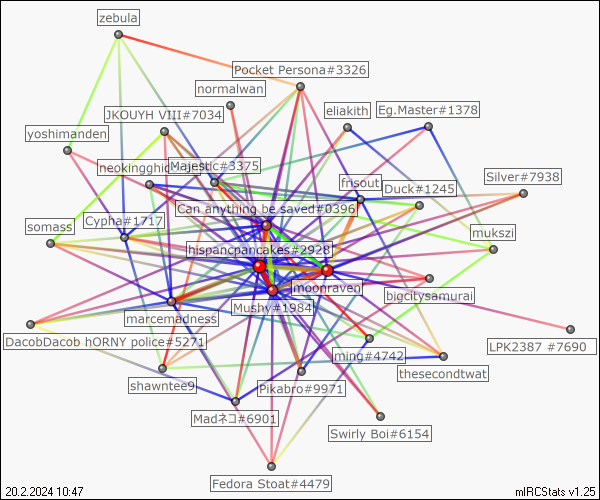 zebula
Pocket Persona#3326
normalwan
JKOUYH VIII#7034
eliakith
Eg.Master#1378
yoshimanden
Majestic#3375
frisout
Duck#1245
Silver#7938
Can anything be saved#0396
Cypha#1717
somass
mukszi
hispancpancakes#2928
moonraven
bigcitysamurai
Mushy#1984
marcemadness
DacobDacob hORNY police#5271
ming#4742
LPK2387 #7690
thesecondtwat
shawntee9
Pikabro#9971
Madネコ#6901
Swirly Boi#6154
Fedora Stoat#4479
20.2.2024 10:47
mIRCStats v1.25